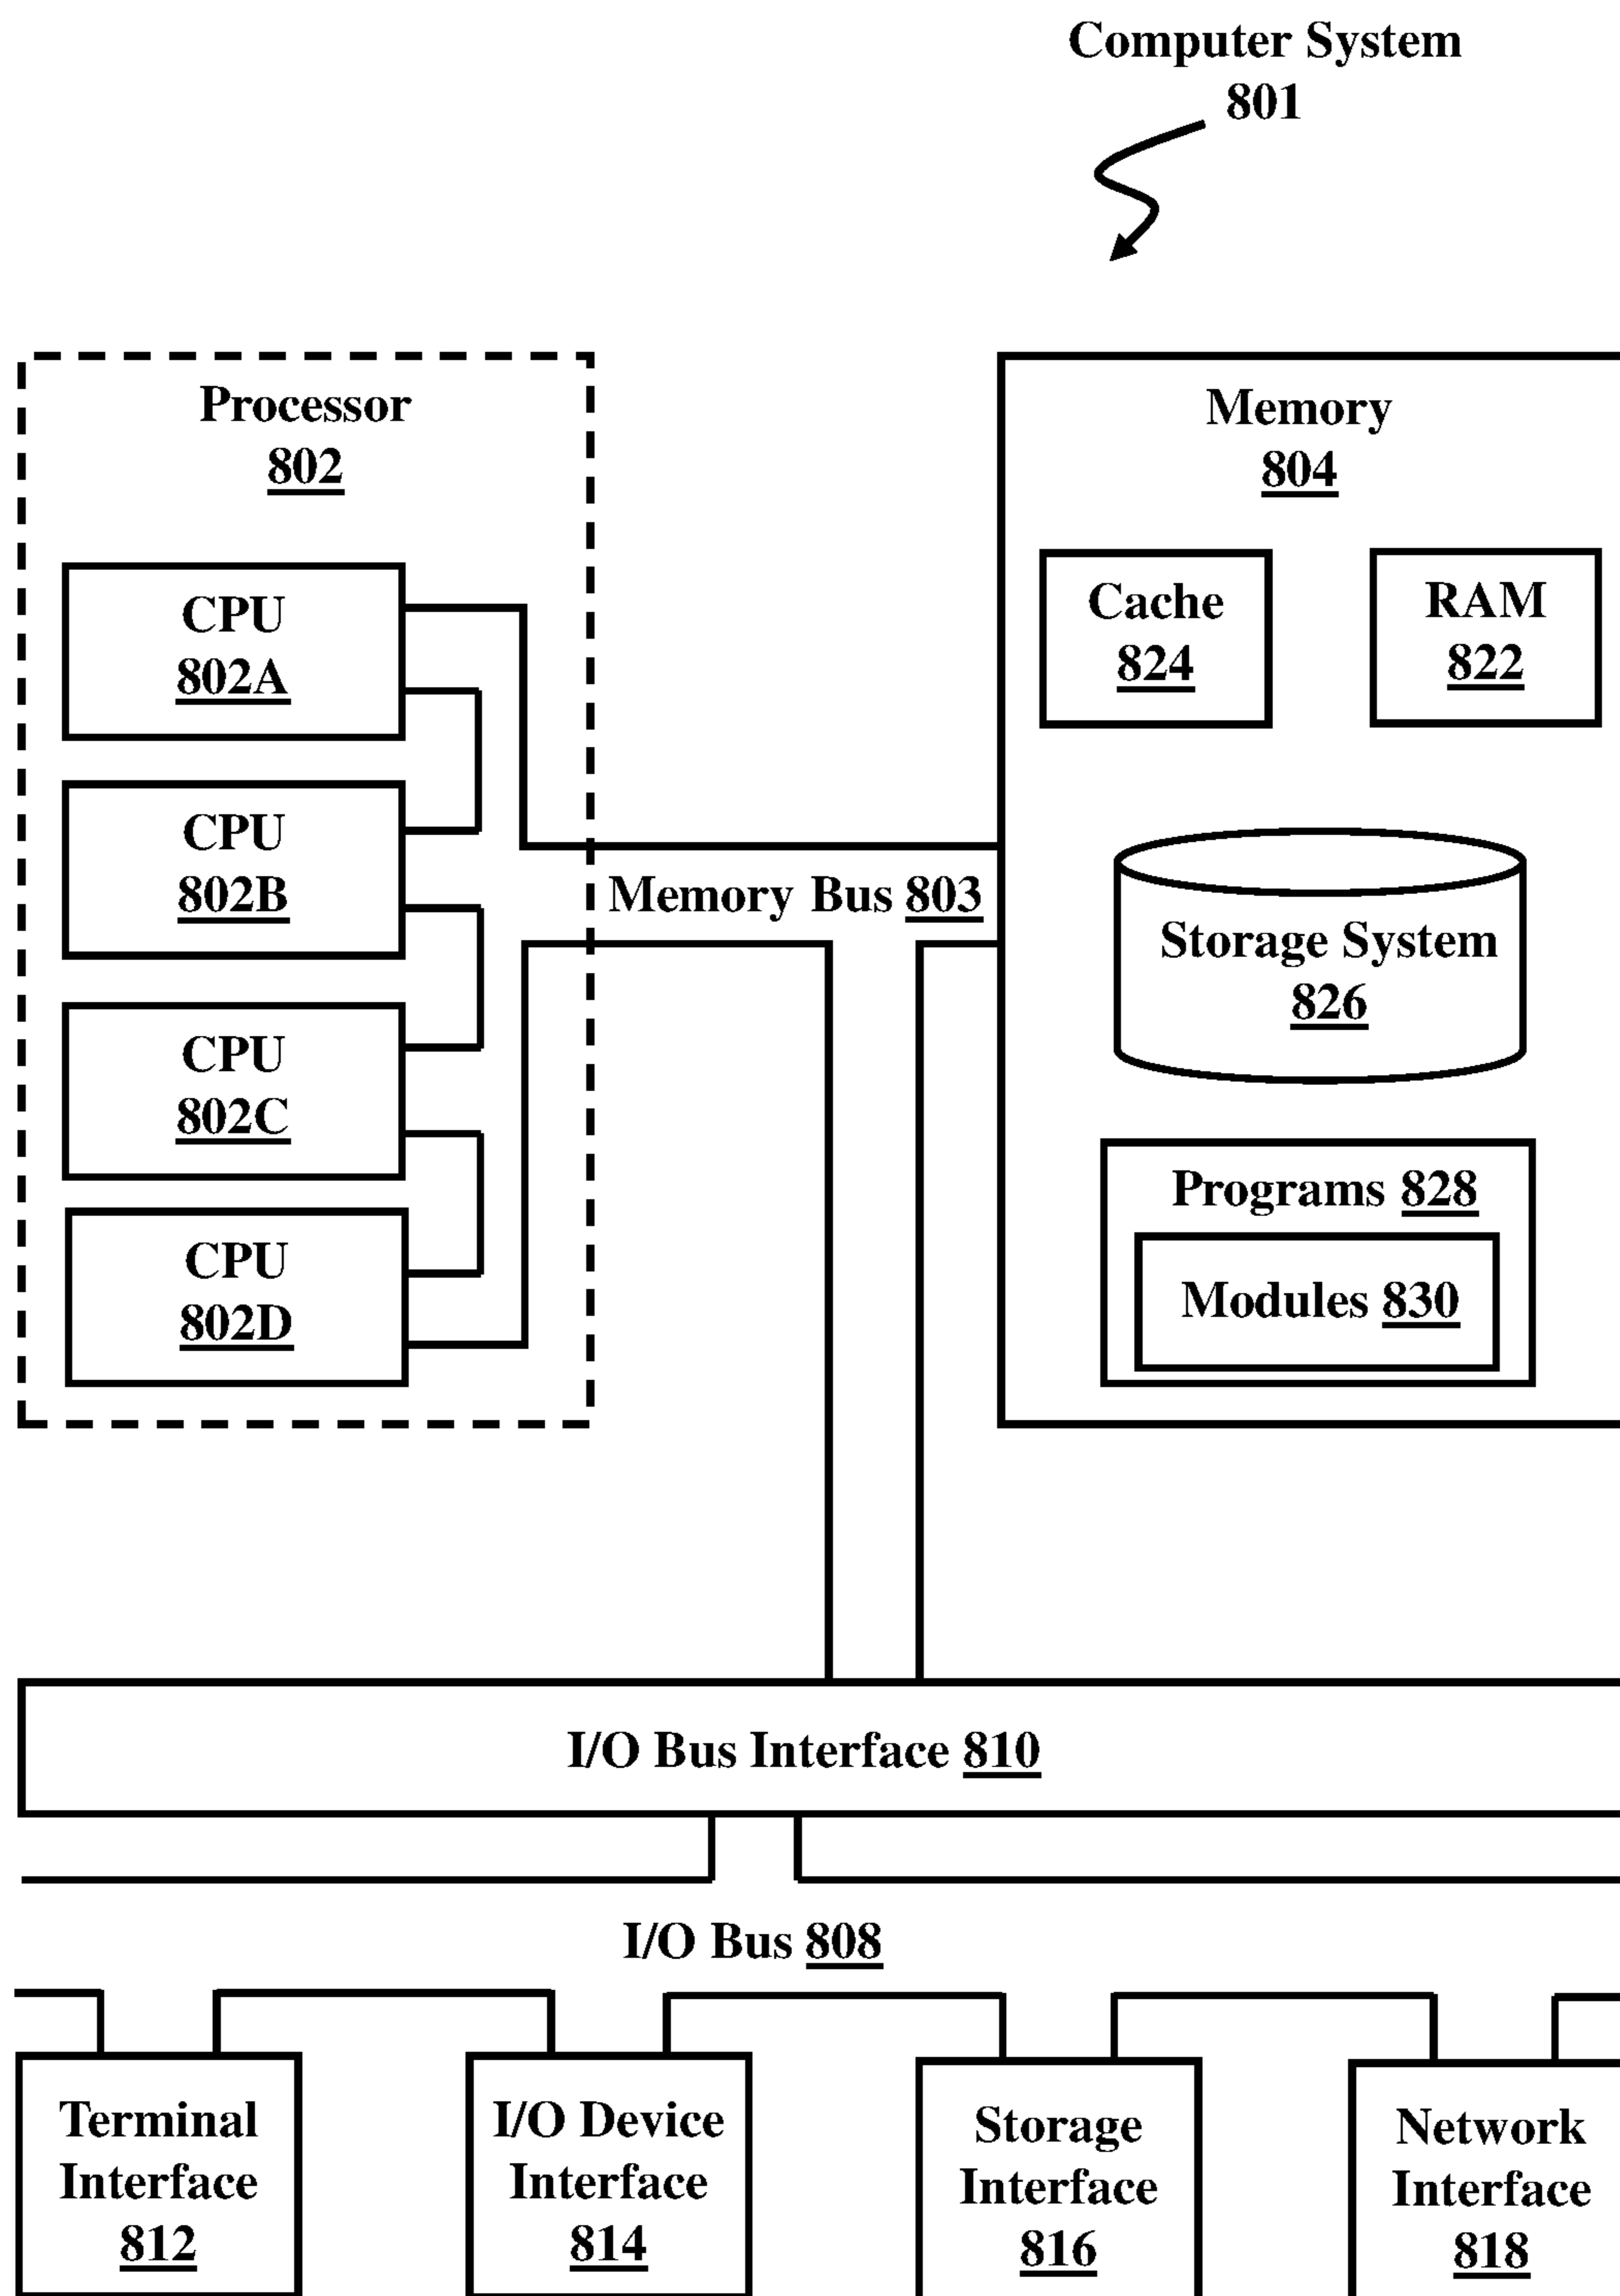 Computer System
801
Processor
802
CPU
802A
CPU
802B
CPU
802C
CPU
802D
Memory Bus 803
Memory
804
Cache
824
RAM
822
Storage System
826
Programs 828
Modules 830
I/O Bus Interface 810
I/O Bus 808
Terminal
Interface
812
I/O Device
Interface
814
Storage
Interface
816
Network
Interface
818